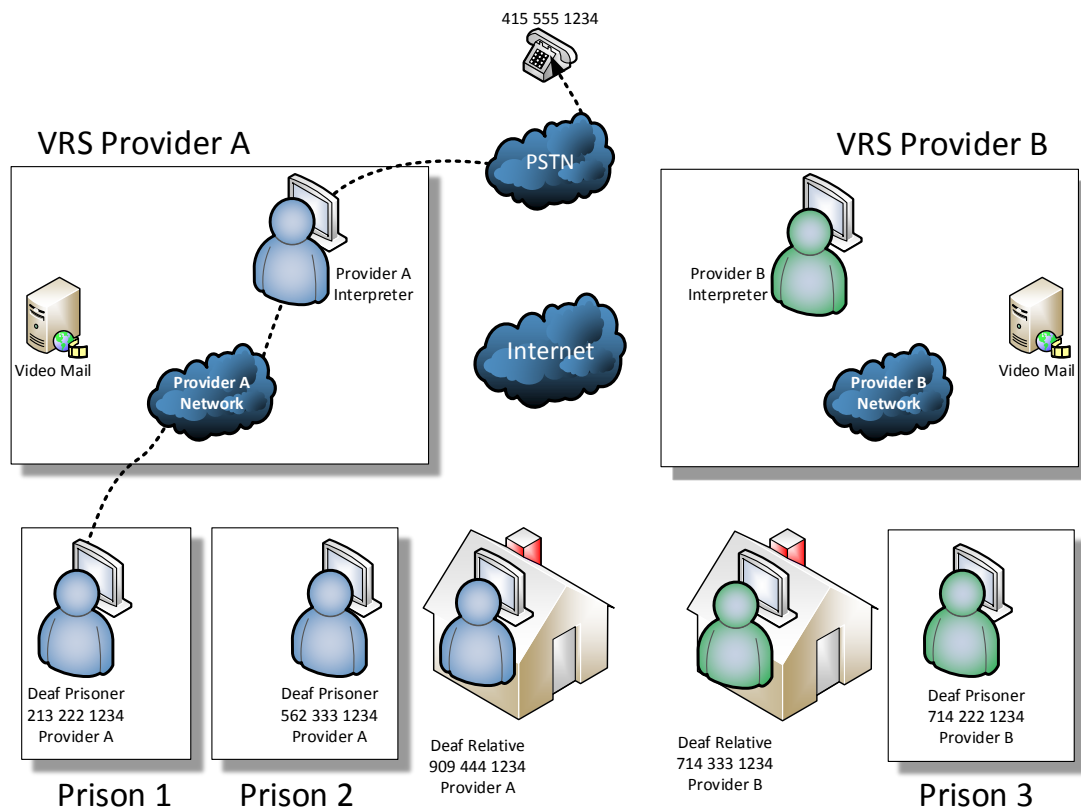 415 555 1234
VRS Provider A
PSTN
VRS Provider B
Provider A
Interpreter
Provider B
Interpreter
Internet
Video Mail
Provider A
Network
Provider B
Network
Video Mail
Deaf Prisoner
213 222 1234
Provider A
Deaf Prisoner
562 333 1234
Provider A
Deaf Relative
909 444 1234
Provider A
Deaf Relative
714 333 1234
Provider B
Deaf Prisoner
714 222 1234
Provider B
Prison 1
Prison 2
Prison 3